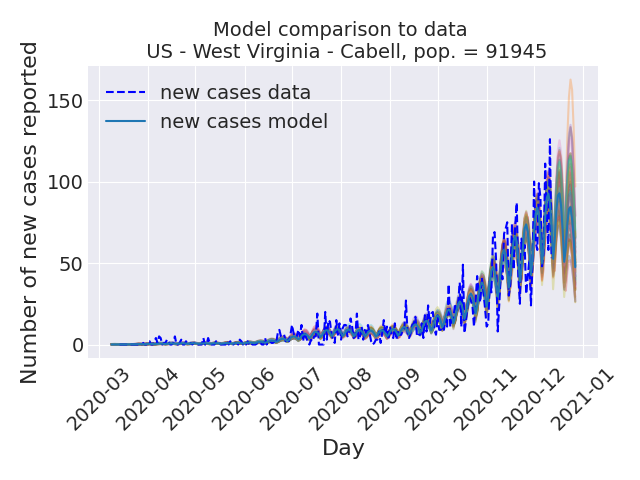 Model comparison to data
US - West Virginia - Cabell, pop. = 91945
Number of new cases reported
150
100
50
0
new cases data
new cases model
2020-03
2020-04
2020-05
2020-06
2020-07
2020-08
2020-09
2020-10
2020-11
2020-12
2021-01
Day